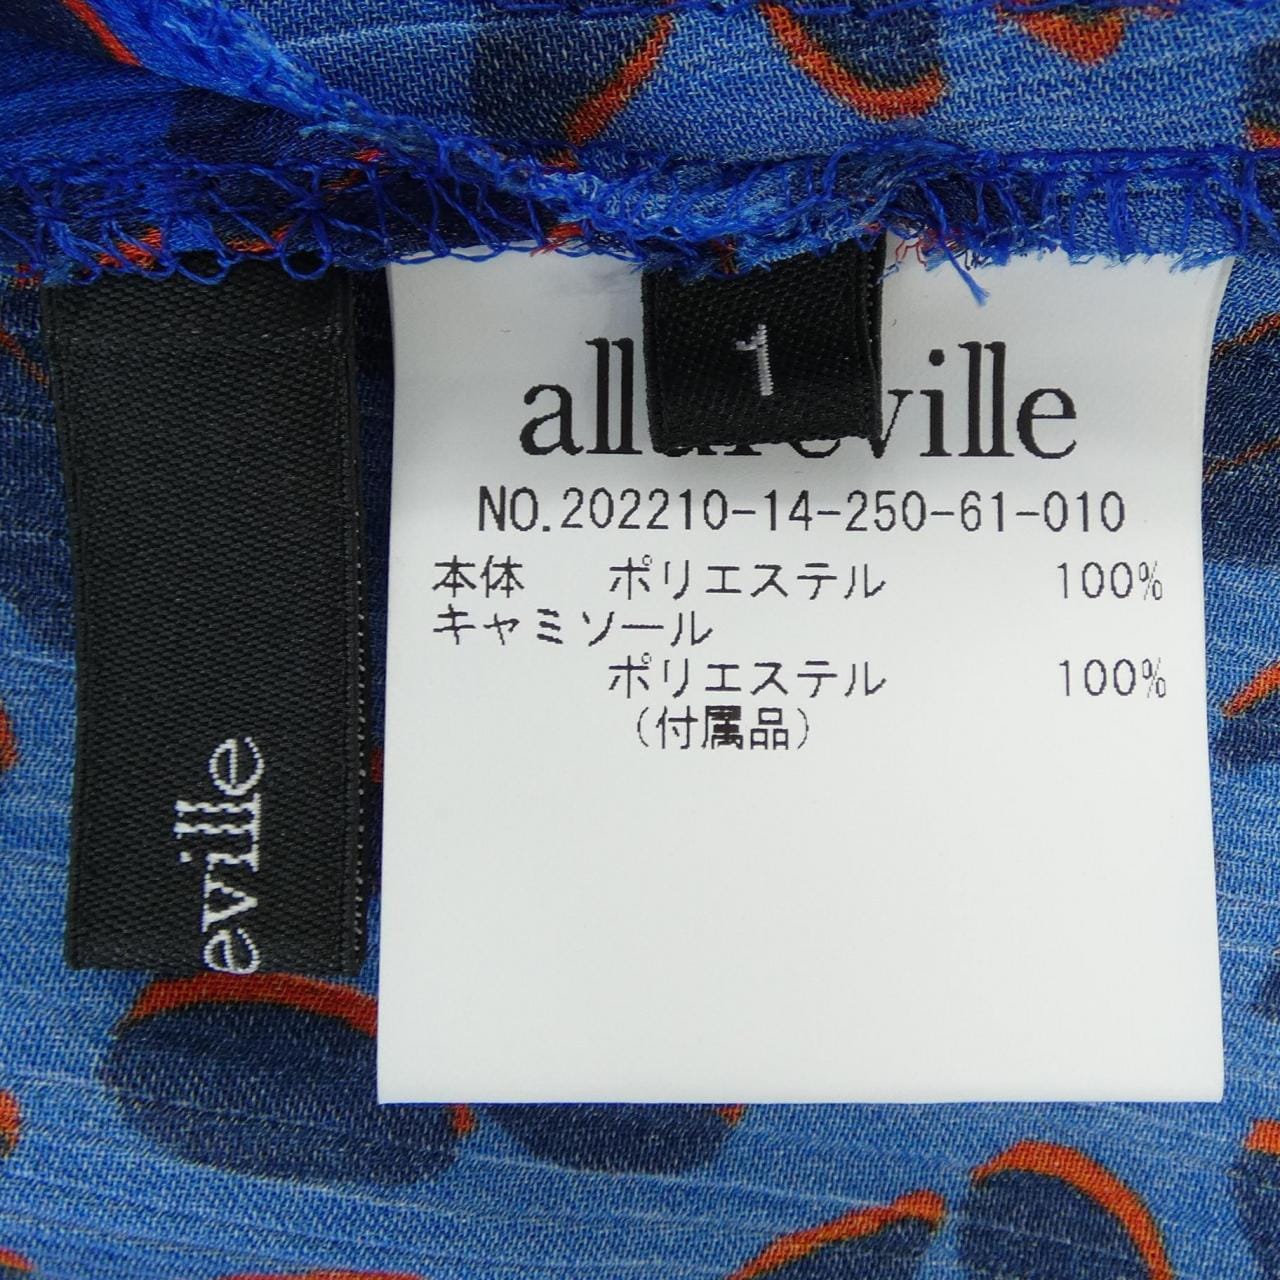 1
allureville
NO.202210-14-250-61-010
本体 ポリエステル 100%
キャミソール
ポリエステル 100%
(付属品)
eville